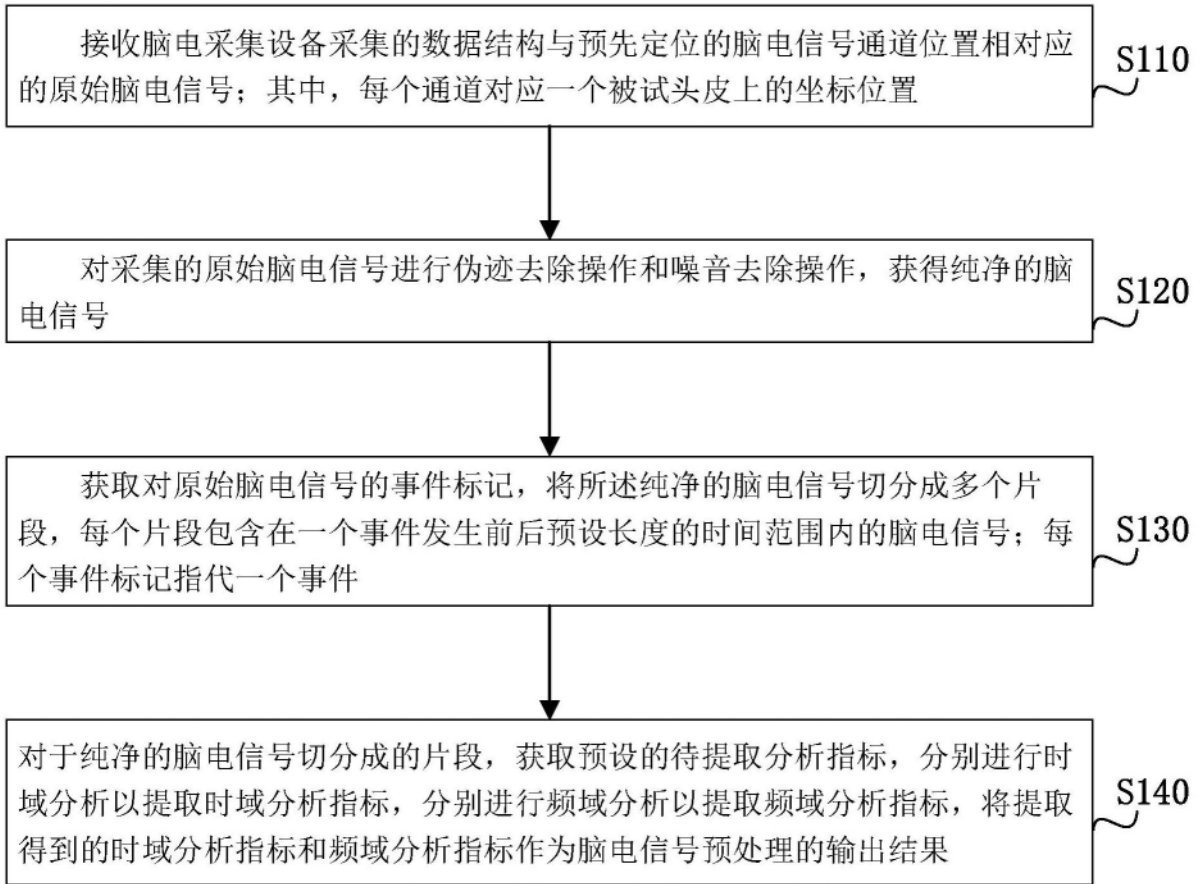 接收脑电采集设备采集的数据结构与预先定位的脑电信号通道位置相对应
的原始脑电信号；其中，每个通道对应一个被试头皮上的坐标位置
S110
对采集的原始脑电信号进行伪迹去除操作和噪音去除操作，获得纯净的脑
电信号
S120
获取对原始脑电信号的事件标记，将所述纯净的脑电信号切分成多个片
段，每个片段包含在一个事件发生前后预设长度的时间范围内的脑电信号；每
个事件标记指代一个事件
S130
对于纯净的脑电信号切分成的片段，获取预设的待提取分析指标，分别进行时
域分析以提取时域分析指标，分别进行频域分析以提取频域分析指标，将提取
得到的时域分析指标和频域分析指标作为脑电信号预处理的输出结果
S140